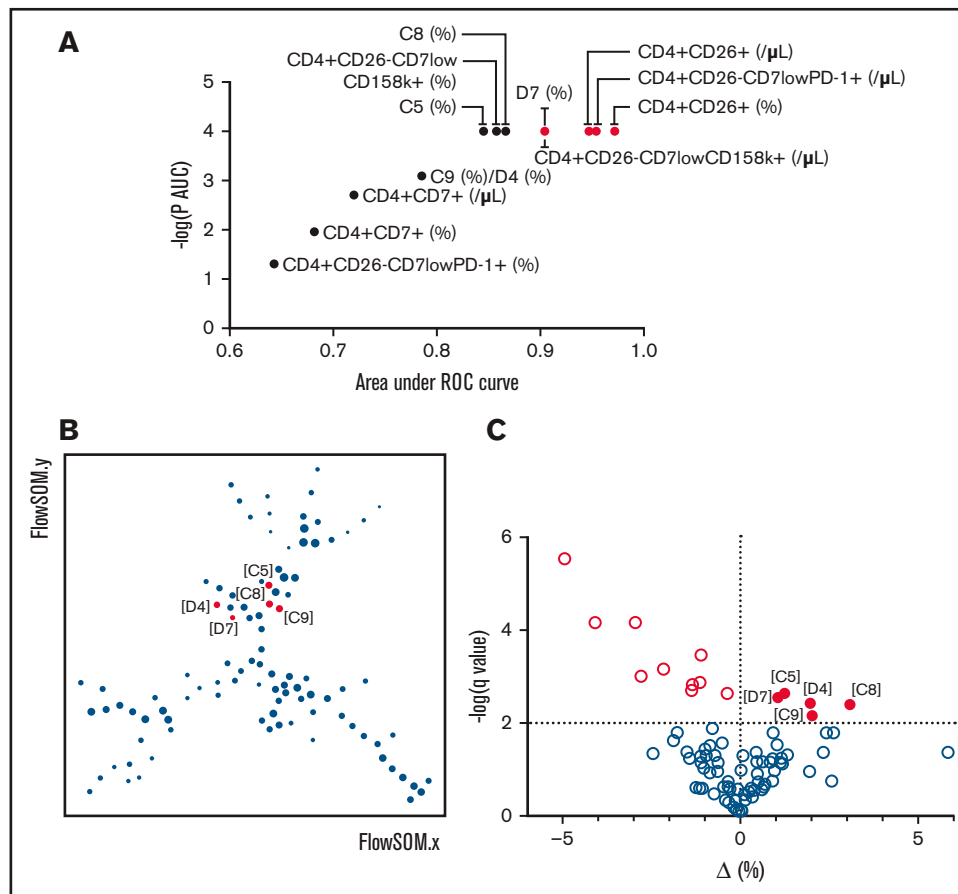 A
C8 (%)
CD4+CD26-CD7low
CD158k+ (%)
C5 (%)
D7 (%)
CD4+CD26+ (/µL)
CD4+CD26-CD7lowPD-1+ (/µL)
CD4+CD26+ (%)
CD4+CD26-CD7lowCD158k+ (/µL)
C9 (%)/D4 (%)
CD4+CD7+ (/µL)
CD4+CD7+ (%)
CD4+CD26-CD7lowPD-1+ (%)
-log(P AUC)
5
4
3
2
1
0
0.6 0.7 0.8 0.9 1.0
Area under ROC curve
B
FlowSOM.y
[C5]
[C8]
[D4]
[C9]
[D7]
FlowSOM.x
C
-log(q value)
6
4
2
0
[C5]
[D7]
[D4]
[C8]
[C9]
−5 0 5
Δ (%)